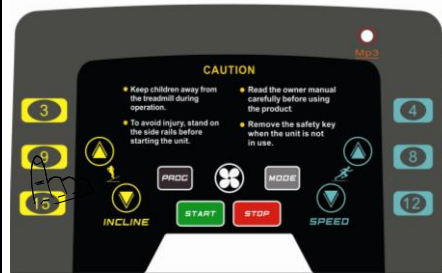 Mp3
CAUTION
• Keep children away from
the treadmill during
operation.
• To avoid injury, stand on
the side rails before
starting the unit.
• Read the owner manual
carefully before using
the product.
• Remove the safety key
when the unit is not
in use.
3
9
15
4
8
12
PROG
MODE
START
STOP
INCLINE
SPEED